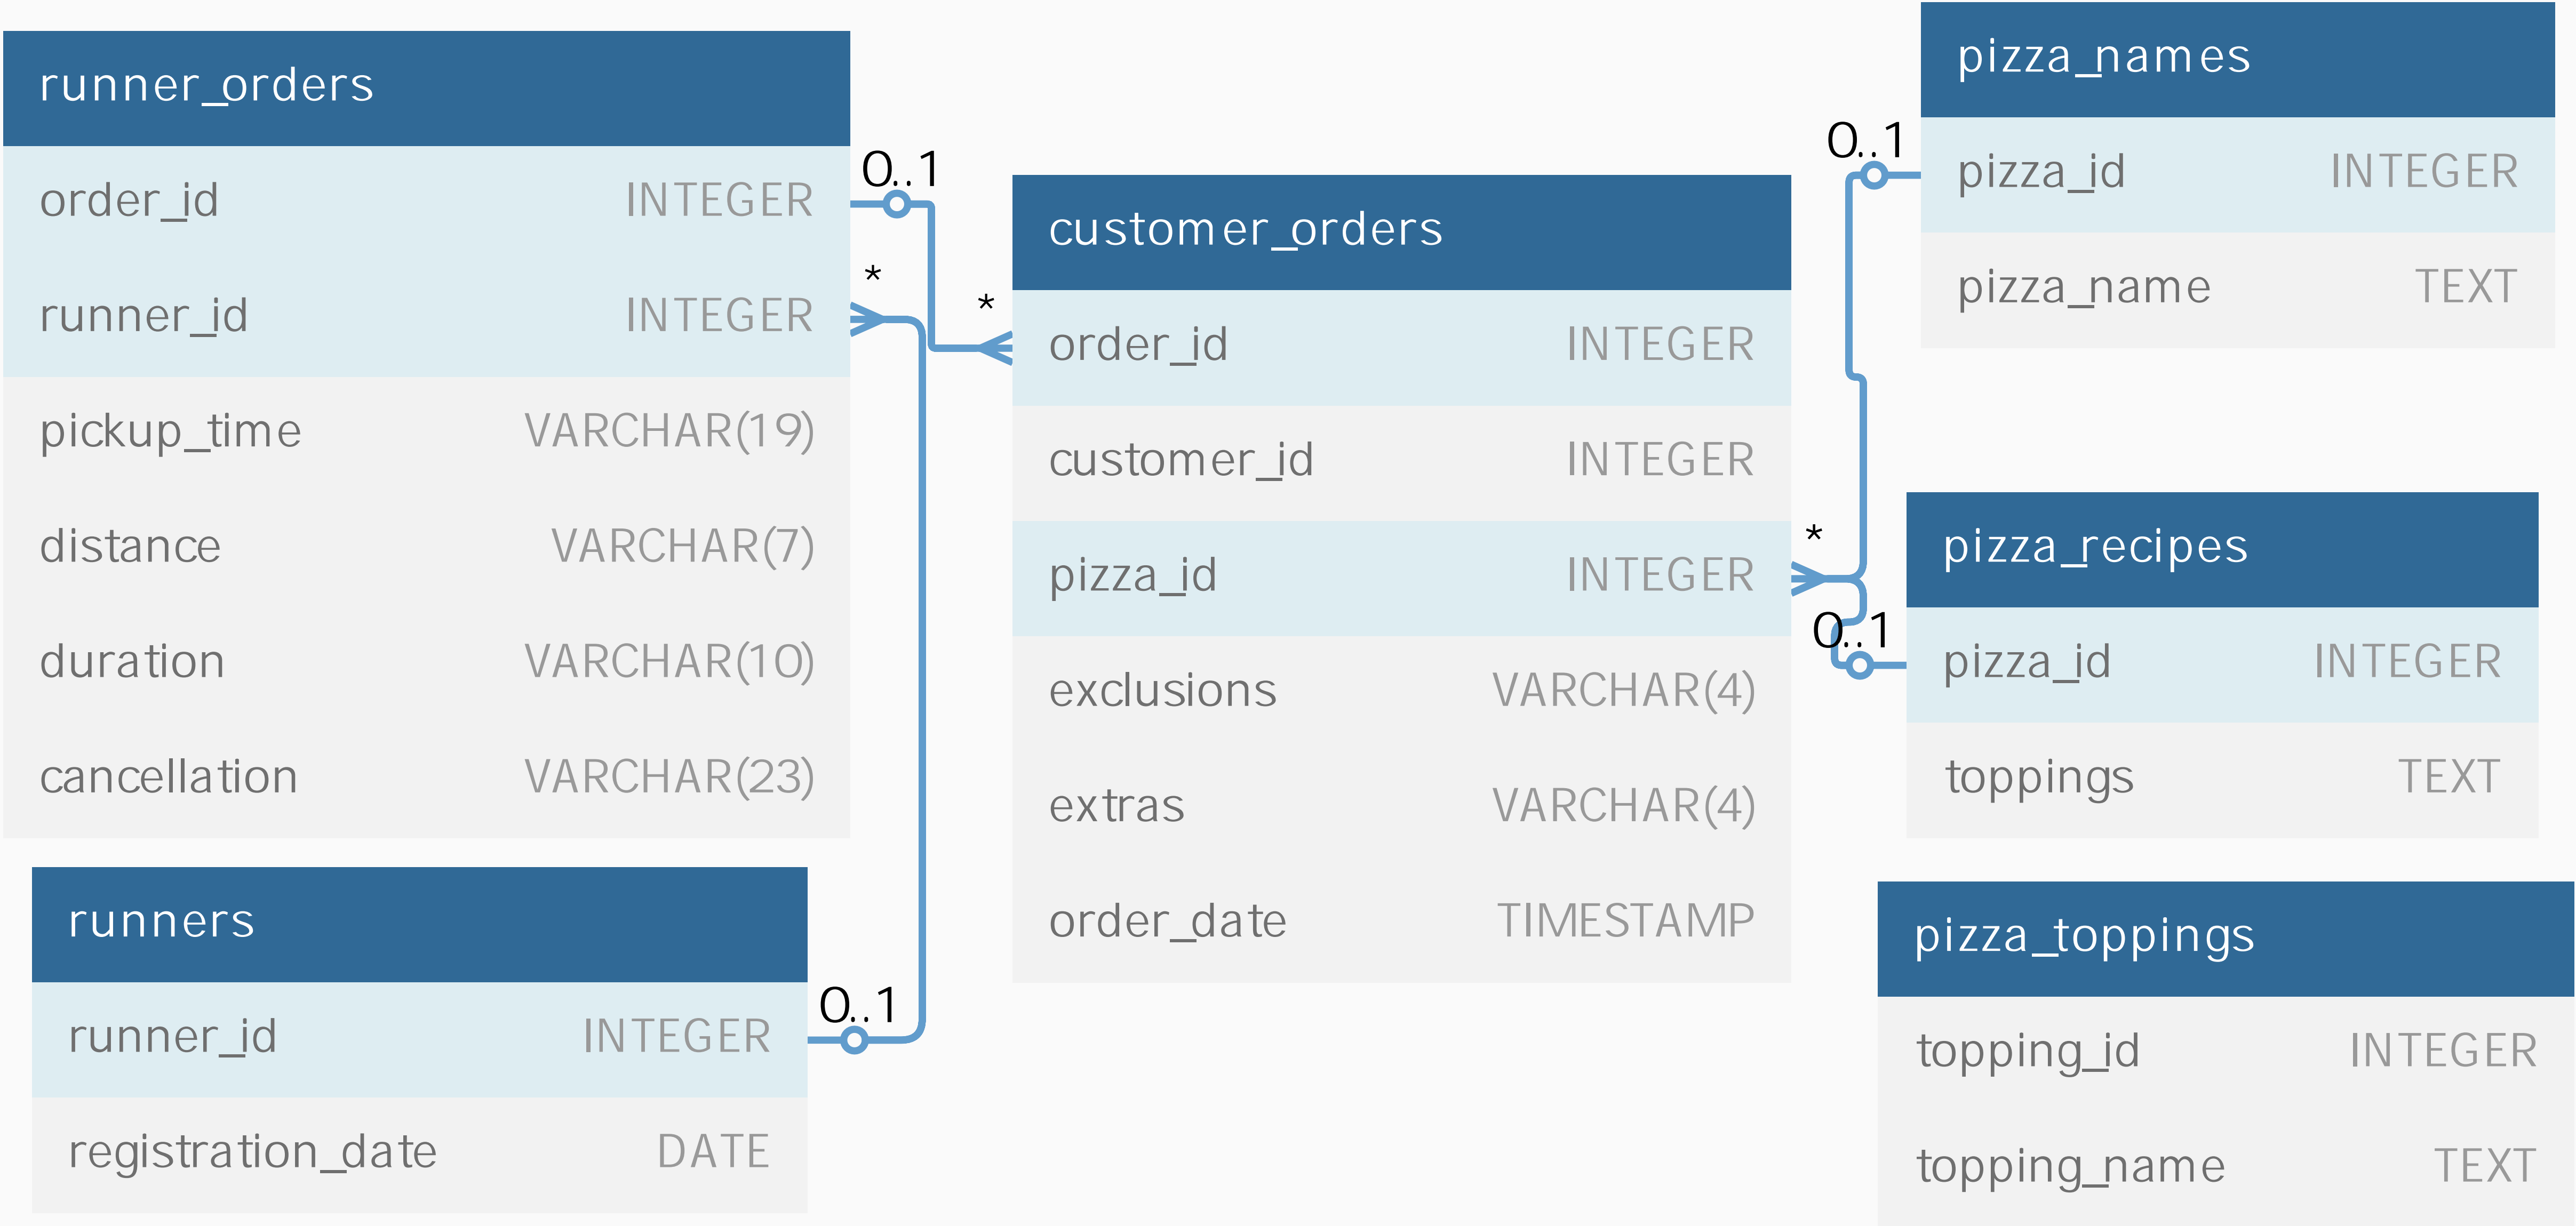 runner_orders
order_id INTEGER
runner_id INTEGER
pickup_time VARCHAR(19)
distance VARCHAR(7)
duration VARCHAR(10)
cancellation VARCHAR(23)
0..1
*
*
runners
runner_id INTEGER
registration_date DATE
0..1
customer_orders
order_id INTEGER
customer_id INTEGER
pizza_id INTEGER
exclusions VARCHAR(4)
extras VARCHAR(4)
order_date TIMESTAMP
0..1
*
0..1
pizza_names
pizza_id INTEGER
pizza_name TEXT
pizza_recipes
pizza_id INTEGER
toppings TEXT
pizza_toppings
topping_id INTEGER
topping_name TEXT